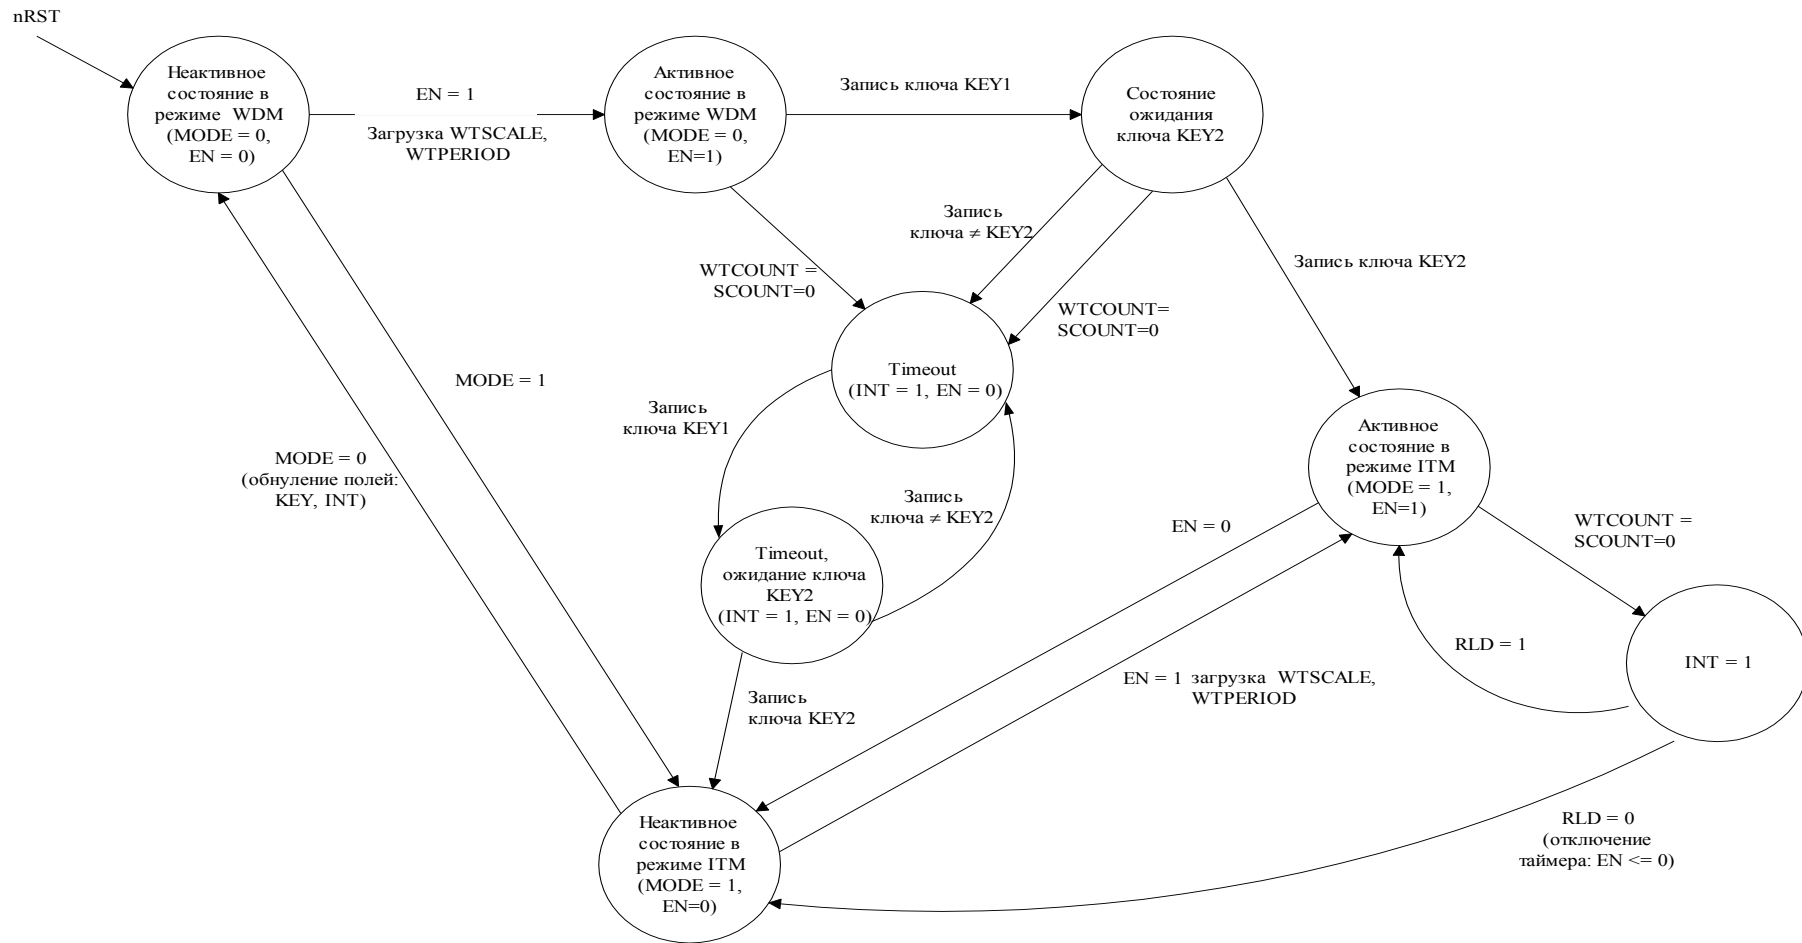 nRST
Неактивное
состояние в
режиме WDM
(MODE = 0,
EN = 0)
EN = 1
Загрузка WTSCALE,
WTPERIOD
Активное
состояние в
режиме WDM
(MODE = 0,
EN=1)
Запись ключа KEY1
Состояние
ожидания
ключа KEY2
Запись
ключа ≠ KEY2
WTCOUNT =
SCOUNT=0
WTCOUNT=
SCOUNT=0
Запись ключа KEY2
Timeout
(INT = 1, EN = 0)
MODE = 1
Запись
ключа KEY1
MODE = 0
(обнуление полей:
KEY, INT)
Запись
ключа ≠ KEY2
Активное
состояние в
режиме ITM
(MODE = 1,
EN=1)
EN = 0
WTCOUNT =
SCOUNT=0
Timeout,
ожидание ключа
KEY2
(INT = 1, EN = 0)
RLD = 1
INT = 1
EN = 1 загрузка WTSCALE,
WTPERIOD
Запись
ключа KEY2
Неактивное
состояние в
режиме ITM
(MODE = 1,
EN=0)
RLD = 0
(отключение
таймера: EN <= 0)